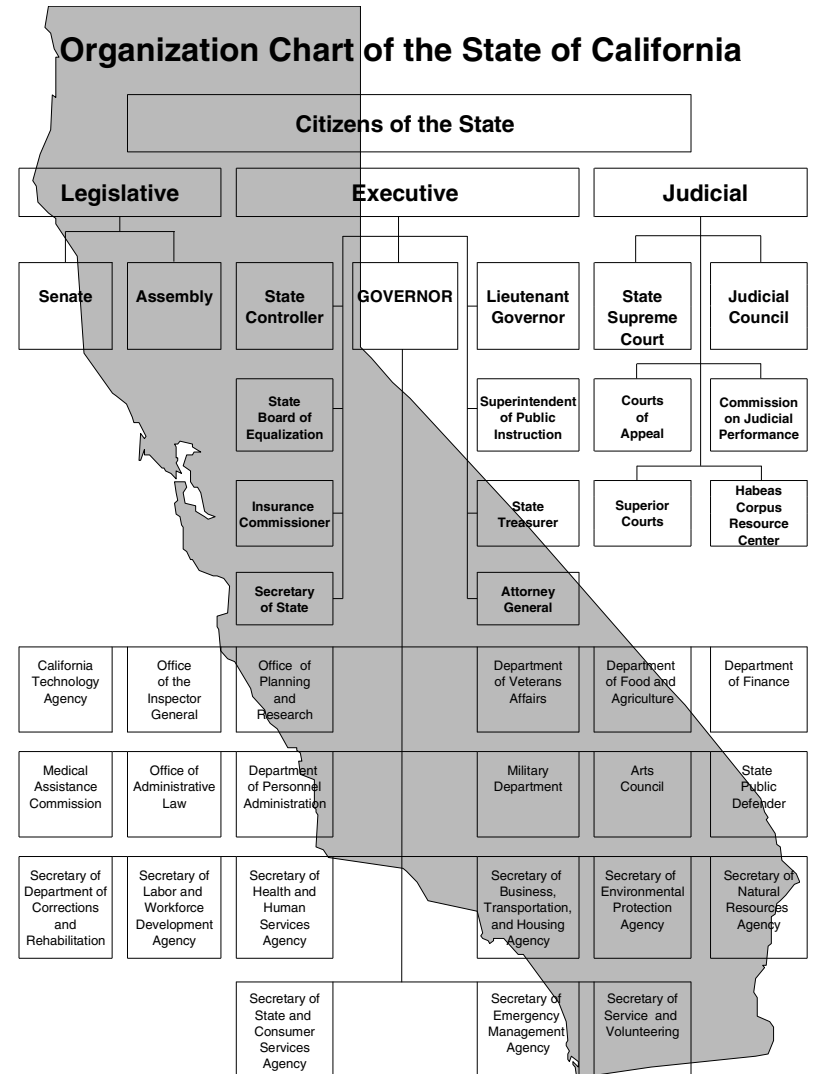 Organization Chart of the State of California
Citizens of the State
Legislative
Executive
Judicial
Senate
Assembly
State
Controller
GOVERNOR
Lieutenant
Governor
State
Supreme
Court
Judicial
Council
State
Board of
Equalization
Superintendent
of Public
Instruction
Courts
of
Appeal
Commission
on Judicial
Performance
Insurance
Commissioner
State
Treasurer
Superior
Courts
Habeas
Corpus
Resource
Center
Secretary
of State
Attorney
General
California
Technology
Agency
Office
of the
Inspector
General
Office of
Planning
and
Research
Department
of Veterans
Affairs
Department
of Food and
Agriculture
Department
of Finance
Medical
Assistance
Commission
Office of
Administrative
Law
Department
of Personnel
Administration
Military
Department
Arts
Council
State
Public
Defender
Secretary of
Department of
Corrections
and
Rehabilitation
Secretary of
Labor and
Workforce
Development
Agency
Secretary of
Health and
Human
Services
Agency
Secretary of
Business,
Transportation,
and Housing
Agency
Secretary of
Environmental
Protection
Agency
Secretary of
Natural
Resources
Agency
Secretary of
State and
Consumer
Services
Agency
Secretary of
Emergency
Management
Agency
Secretary of
Service and
Volunteering